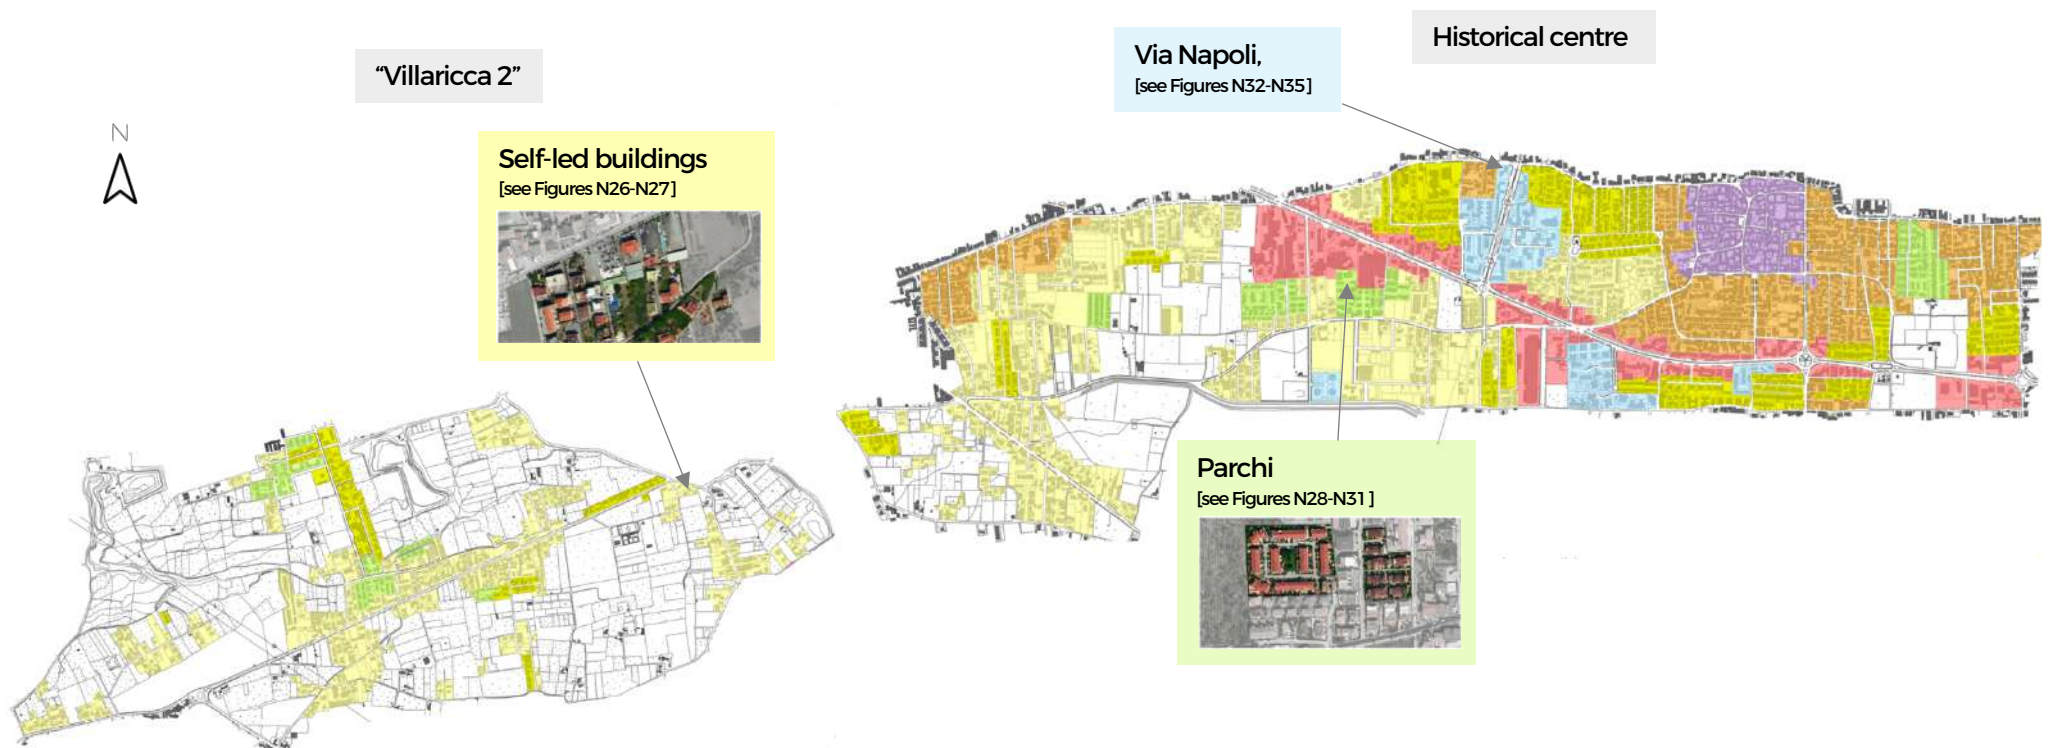 "Villaricca 2"
Via Napoli,
[see Figures N32-N35]
Historical centre
N
Self-led buildings
[see Figures N26-N27]
Parchi
[see Figures N28-N31]